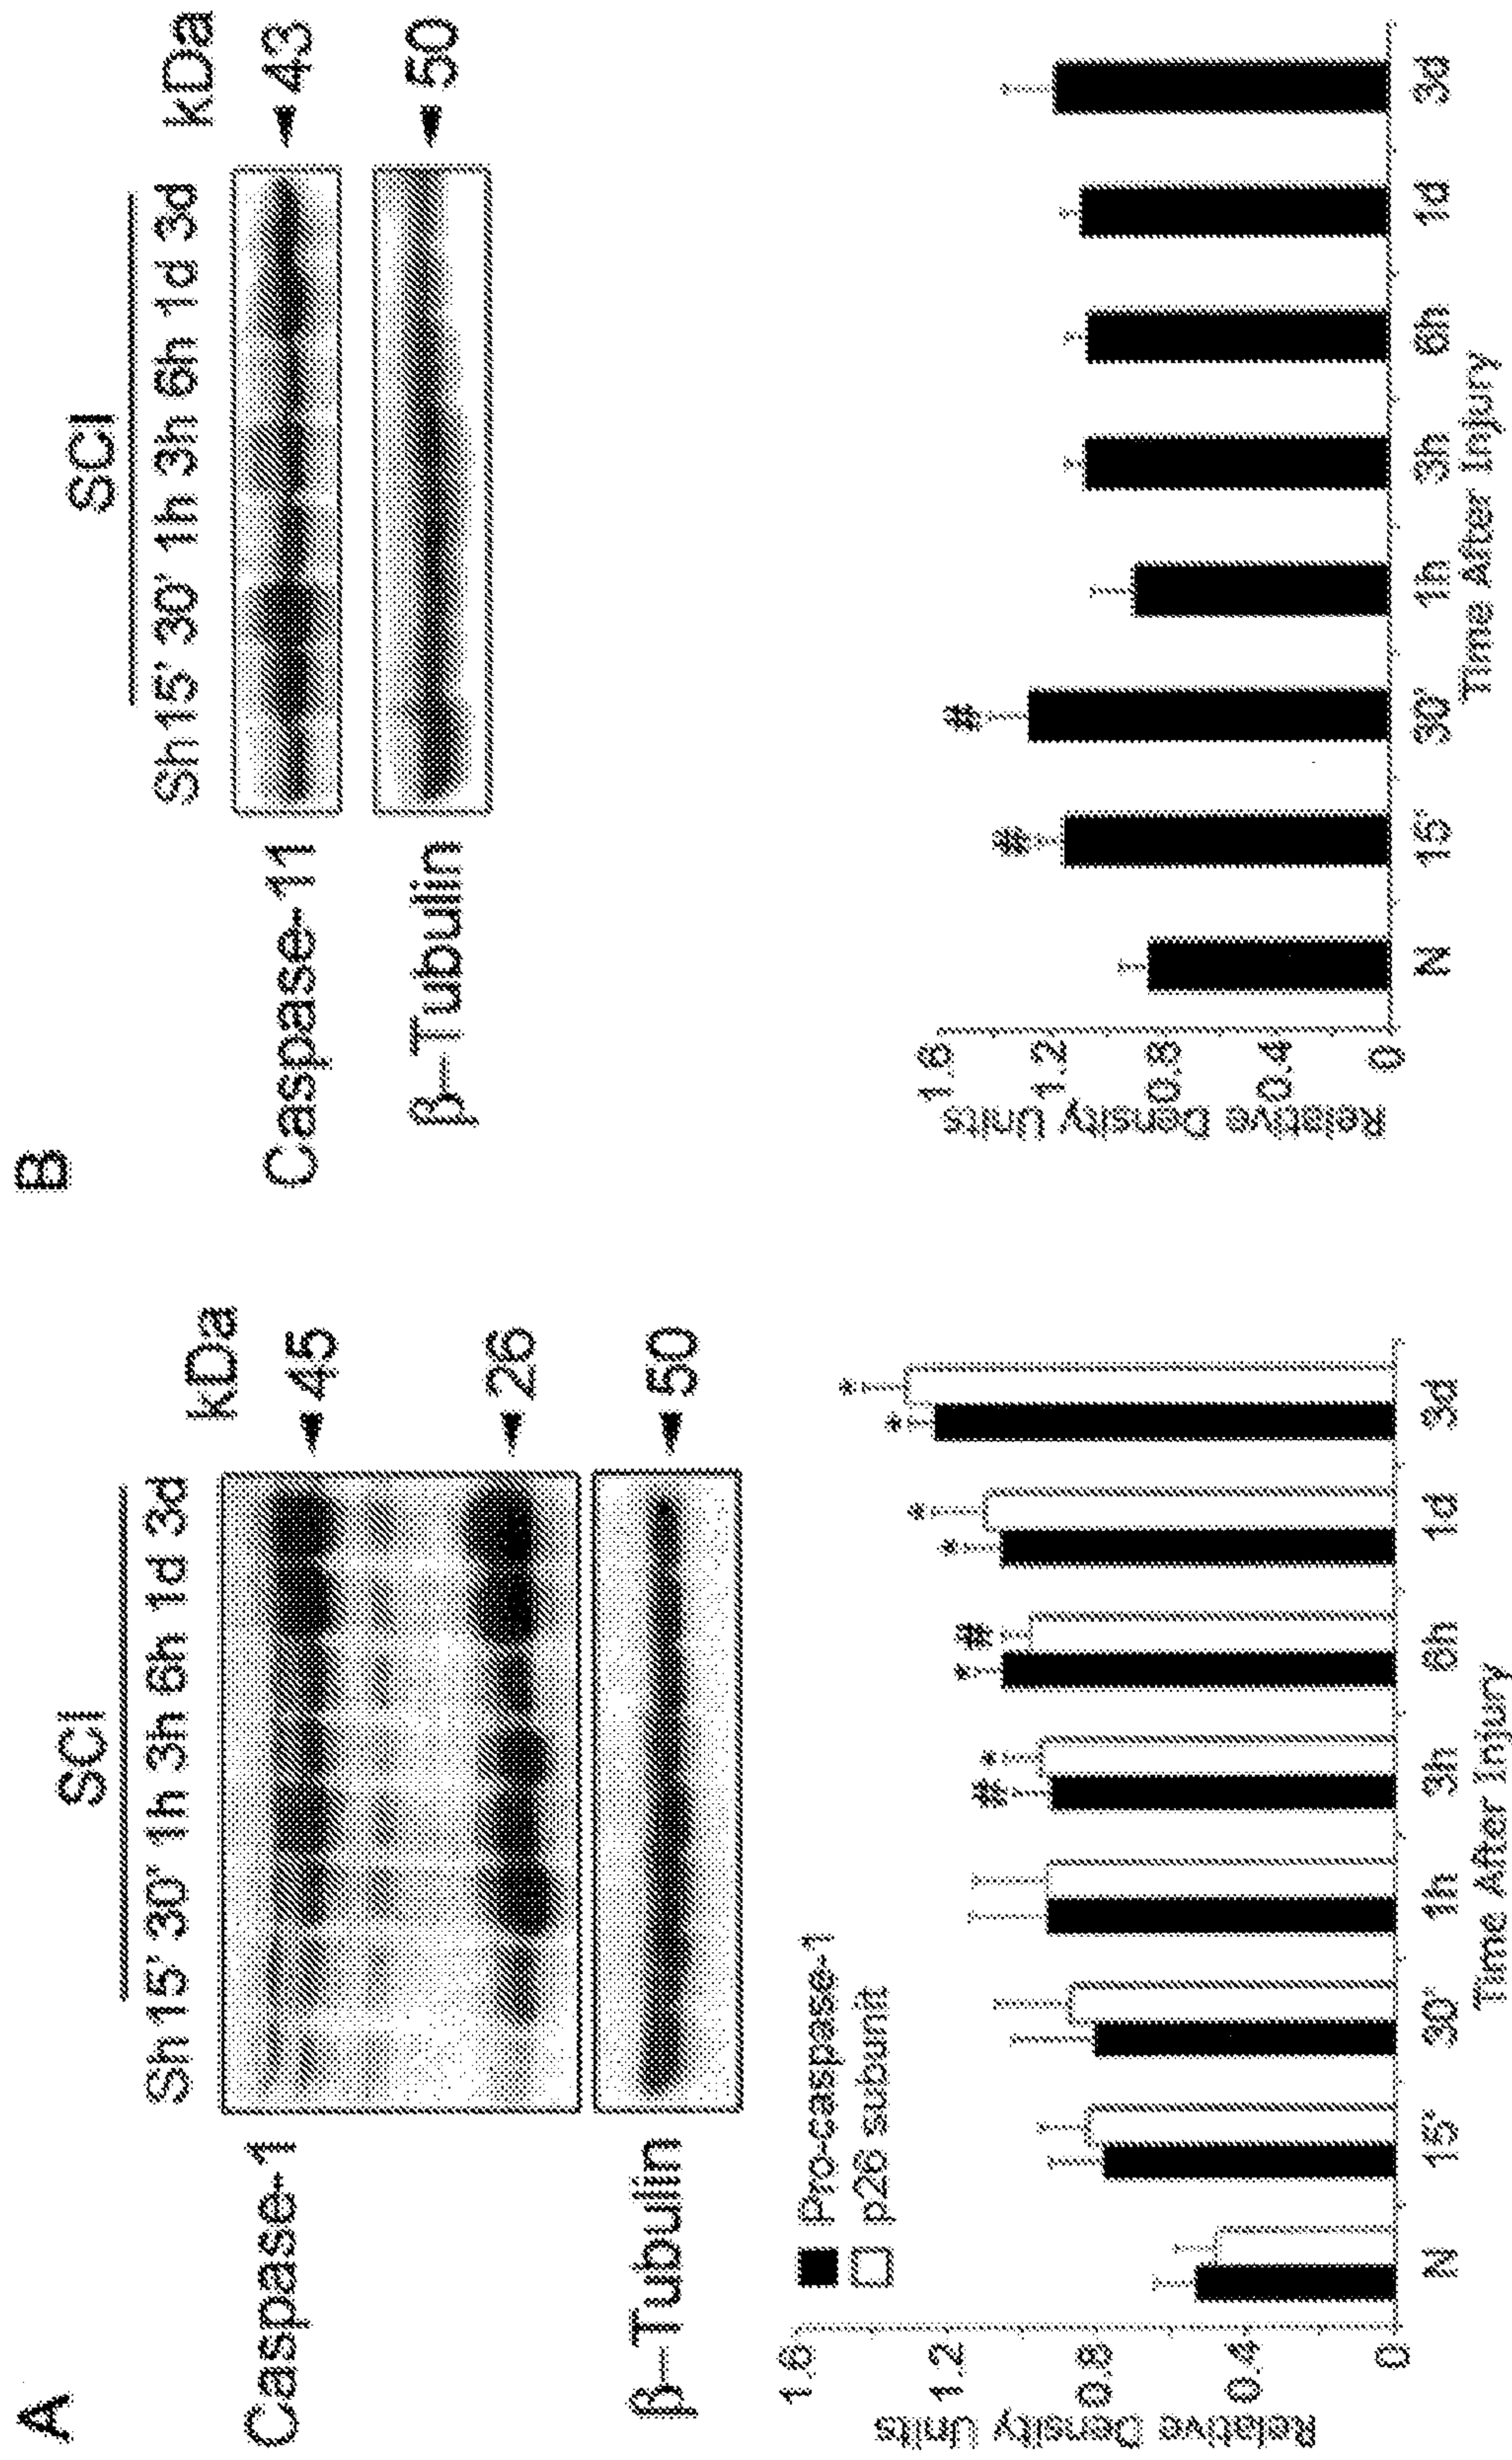 A
SCI
Sh 15' 30' 1h 3h 6h 1d 3d
kDa
Caspase-1
45
26
β-Tubulin
50
Pro-caspase-1
p26 subunit
Relative Density Units
1.6
1.2
0.8
0.4
0
* * * # * * * *
#
N 15' 30' 1h 3h 6h 1d 3d
Time After Injury
B
SCI
Sh 15' 30' 1h 3h 6h 1d 3d
kDa
Caspase-11
43
β-Tubulin
50
Relative Density Units
1.6
1.2
0.8
0.4
0
# #
N 15' 30' 1h 3h 6h 1d 3d
Time After Injury